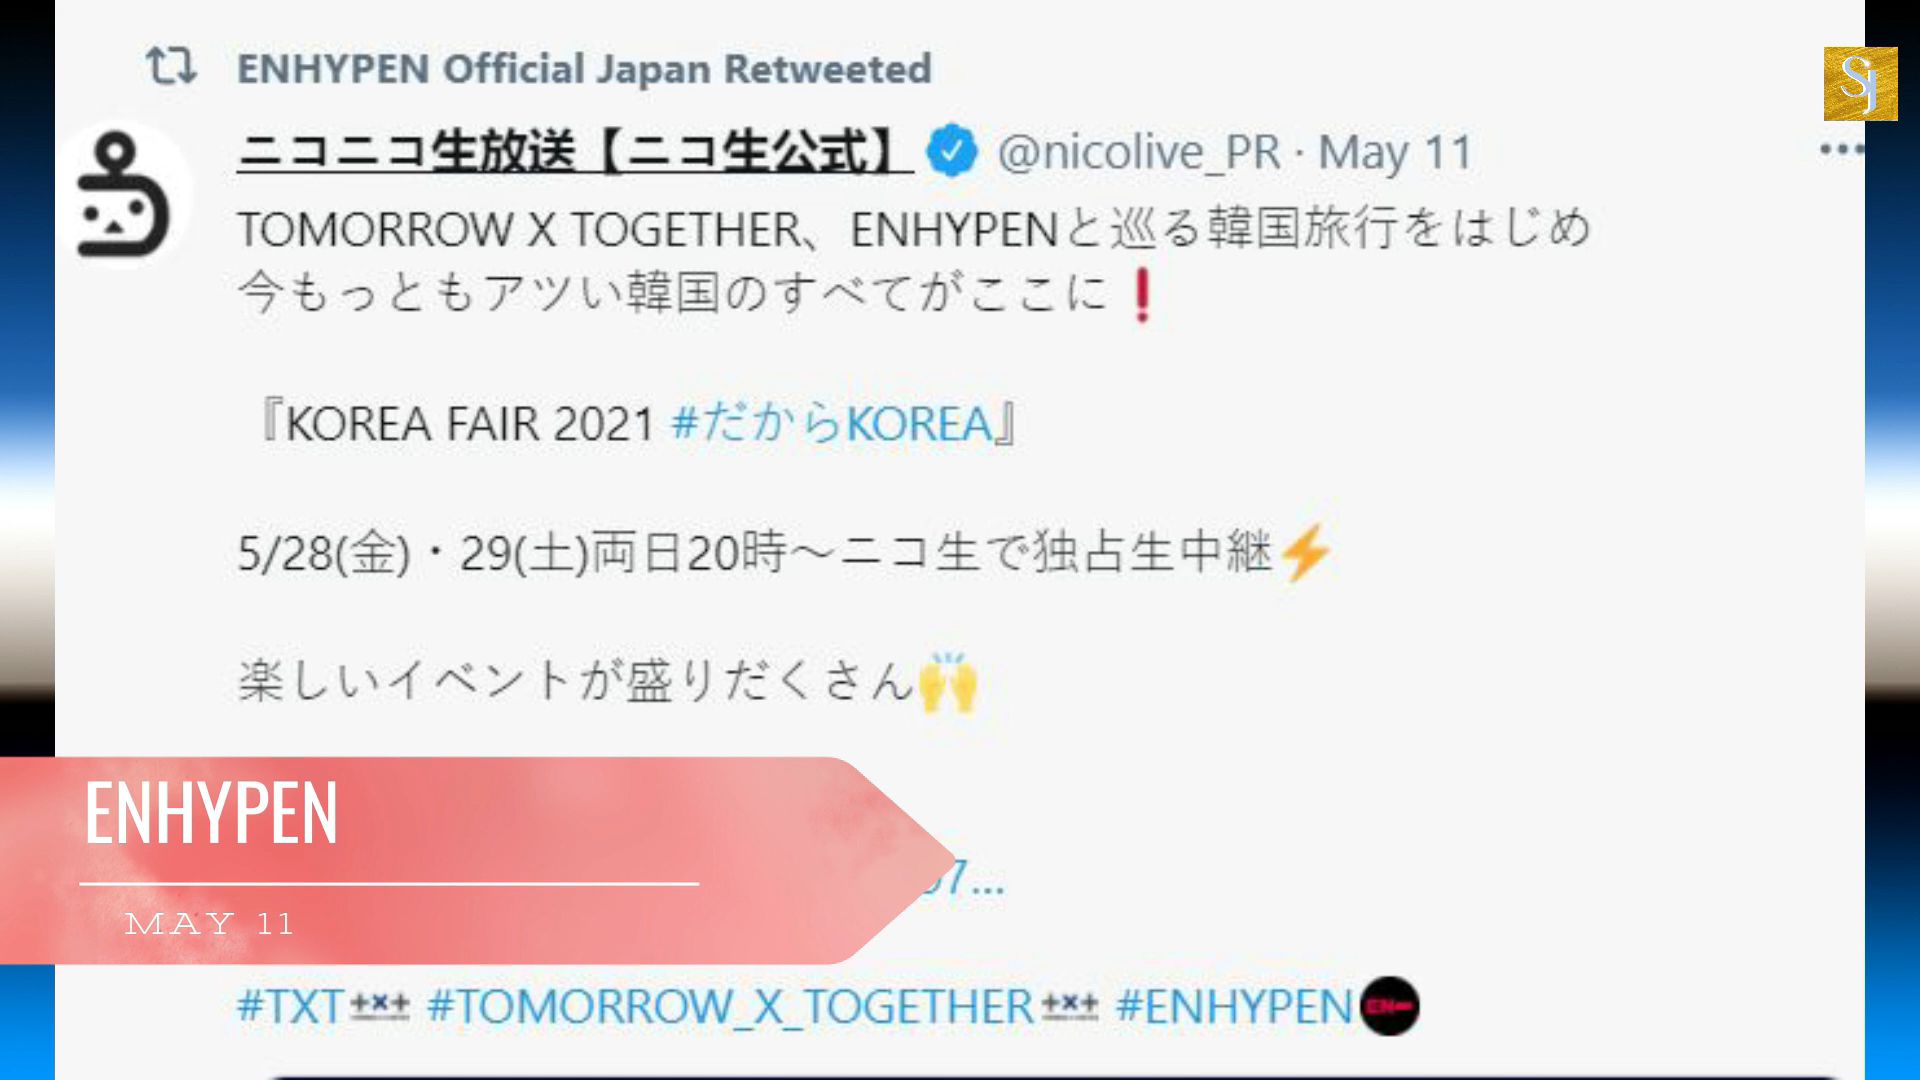 ENHYPEN Official Japan Retweeted
ニコニコ生放送【ニコ生公式】 @nicolive_PR · May 11
TOMORROW X TOGETHER、ENHYPENと巡る韓国旅行をはじめ
今もっともアツい韓国のすべてがここに❗
『KOREA FAIR 2021 #だからKOREA』
5/28(金)・29(土)両日20時～ニコ生で独占生中継⚡
楽しいイベントが盛りだくさん🙌
7...
#TXT #TOMORROW_X_TOGETHER #ENHYPEN
EN-
ENHYPEN
MAY 11
SJ